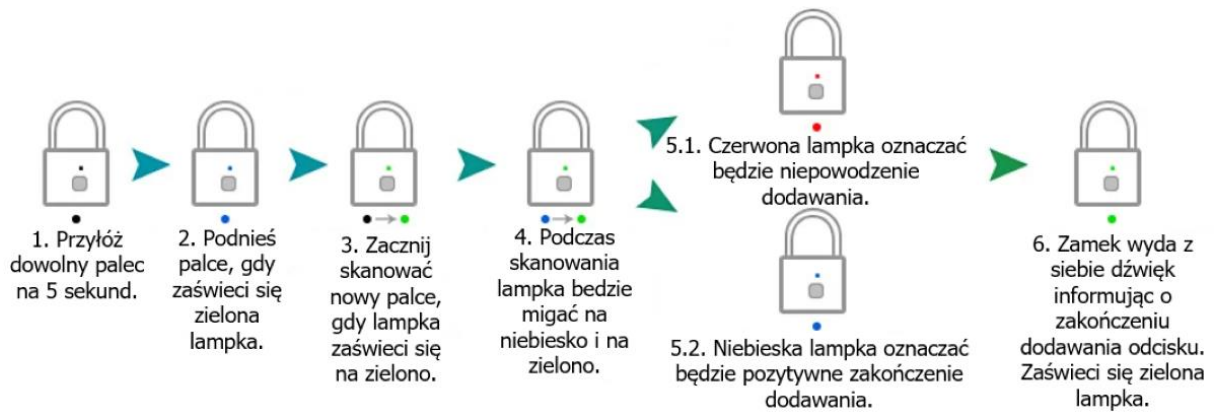 1. Przyłóż
dowolny palec
na 5 sekund.
2. Podnieś
palce, gdy
zaświeci się
zielona
lampka.
3. Zacznij
skanować
nowy palce,
gdy lampka
zaświeci się
na zielono.
4. Podczas
skanowania
lampka bedzie
migać na
niebiesko i na
zielono.
5.1. Czerwona lampka oznaczać
będzie niepowodzenie
dodawania.
5.2. Niebieska lampka oznaczać
będzie pozytywne zakończenie
dodawania.
6. Zamek wyda z
siebie dźwięk
informując o
zakończeniu
dodawania odcisku.
Zaświeci się zielona
lampka.